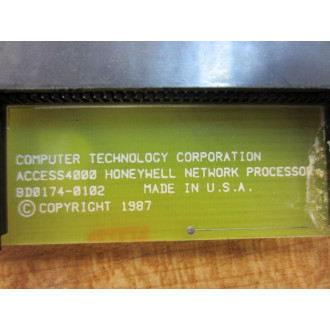 COMPUTER TECHNOLOGY CORPORATION
ACCESS4000 HONEYWELL NETWORK PROCESSOR
BD0174-0102 MADE IN U.S.A.
© COPYRIGHT 1987